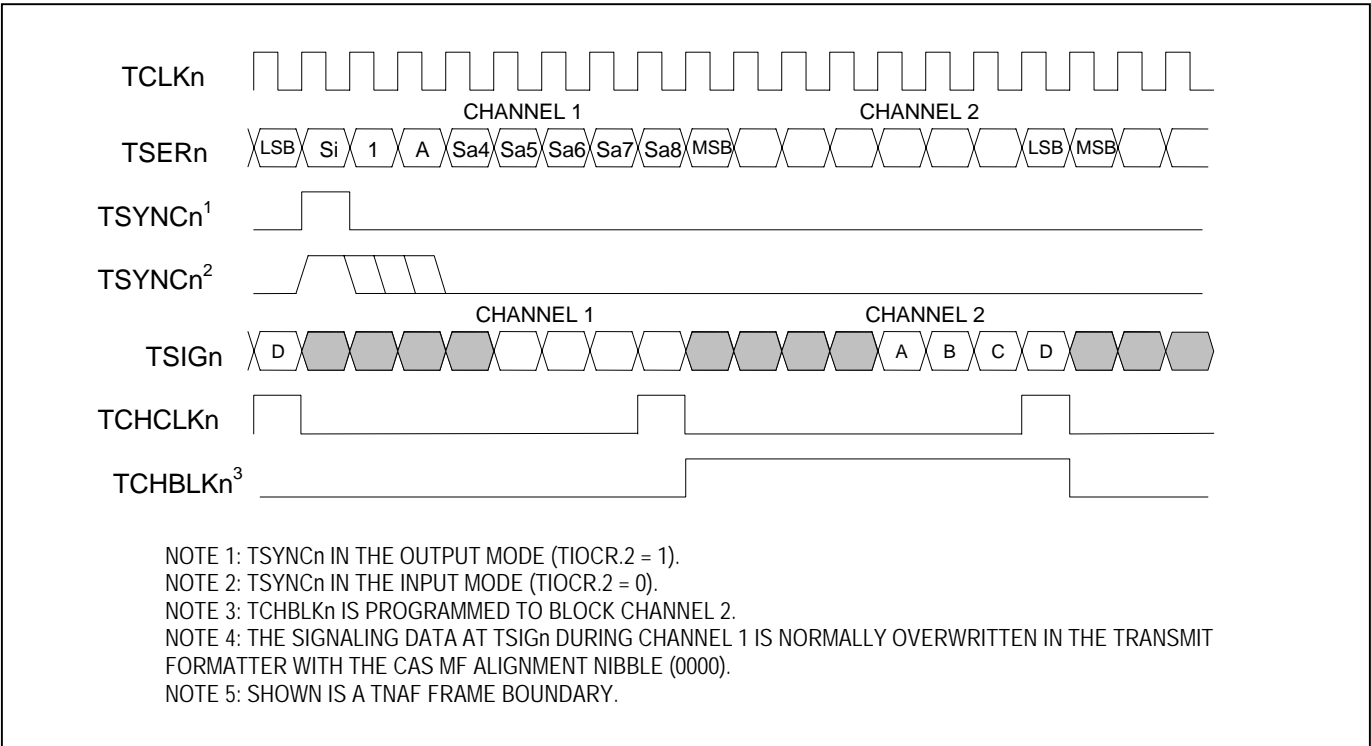 TCLKn
CHANNEL 1 CHANNEL 2
TSERn LSB Si 1 A Sa4 Sa5 Sa6 Sa7 Sa8 MSB LSB MSB
TSYNCn1
TSYNCn2
CHANNEL 1 CHANNEL 2
TSIGn D A B C D
TCHCLKn
TCHBLKn3
NOTE 1: TSYNCn IN THE OUTPUT MODE (TIOCR.2 = 1).
NOTE 2: TSYNCn IN THE INPUT MODE (TIOCR.2 = 0).
NOTE 3: TCHBLKn IS PROGRAMMED TO BLOCK CHANNEL 2.
NOTE 4: THE SIGNALING DATA AT TSIGn DURING CHANNEL 1 IS NORMALLY OVERWRITTEN IN THE TRANSMIT
FORMATTER WITH THE CAS MF ALIGNMENT NIBBLE (0000).
NOTE 5: SHOWN IS A TNAF FRAME BOUNDARY.